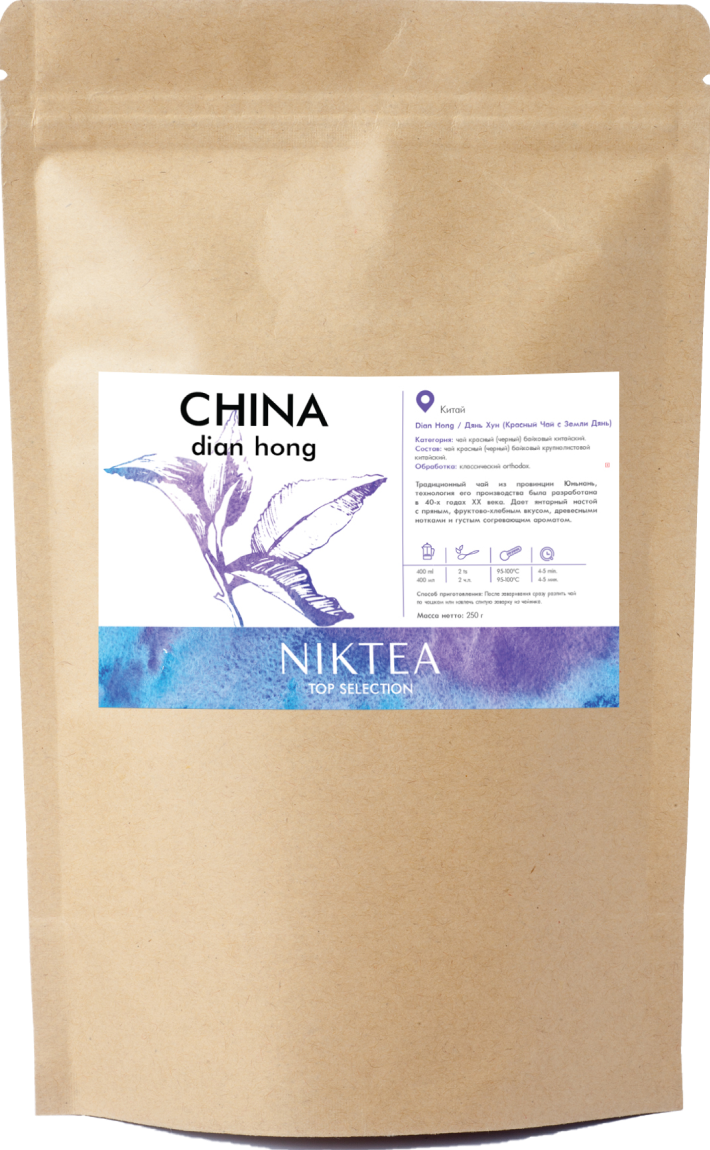 CHINA
dian hong
Китай
Dian Hong / Дянь Хун (Красный Чай с Земли Дянь)
Категория: чай красный (черный) байховый китайский.
Состав: чай красный (черный) байховый крупнолистовой
китайский.
Обработка: классический orthodox.
Традиционный чай из провинции Юньнань,
технология его производства была разработана
в 40-х годах XX века. Дает янтарный настой
с пряным, фруктово-хлебным вкусом, древесными
нотками и густым согревающим ароматом.
400 ml 2 ts. 95-100°C 4-5 min.
400 мл 2 ч.л. 95-100°C 4-5 мин.
Способ приготовления: После заваривания сразу разлить чай
по чашкам или слить спитую заварку из чайника.
Масса нетто: 250 г
NIKTEA
TOP SELECTION